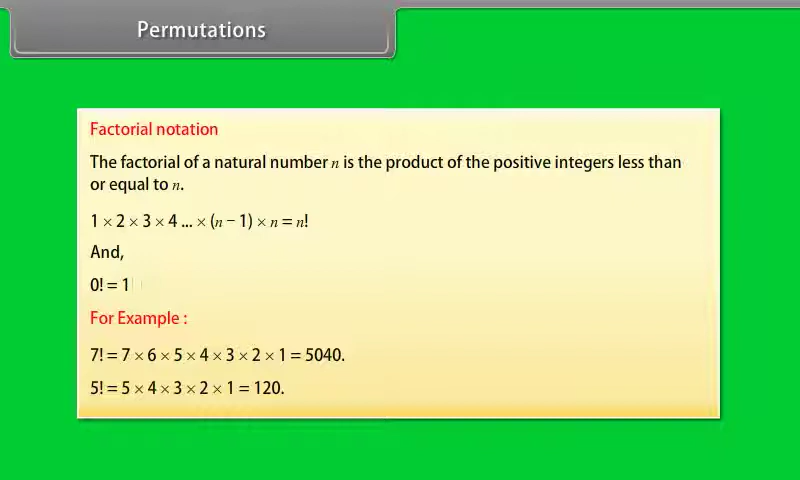 Permutations
Factorial notation
The factorial of a natural number n is the product of the positive integers less than
or equal to n.
1 × 2 × 3 × 4 ... × (n − 1) × n = n!
And,
0! = 1
For Example :
7! = 7 × 6 × 5 × 4 × 3 × 2 × 1 = 5040.
5! = 5 × 4 × 3 × 2 × 1 = 120.